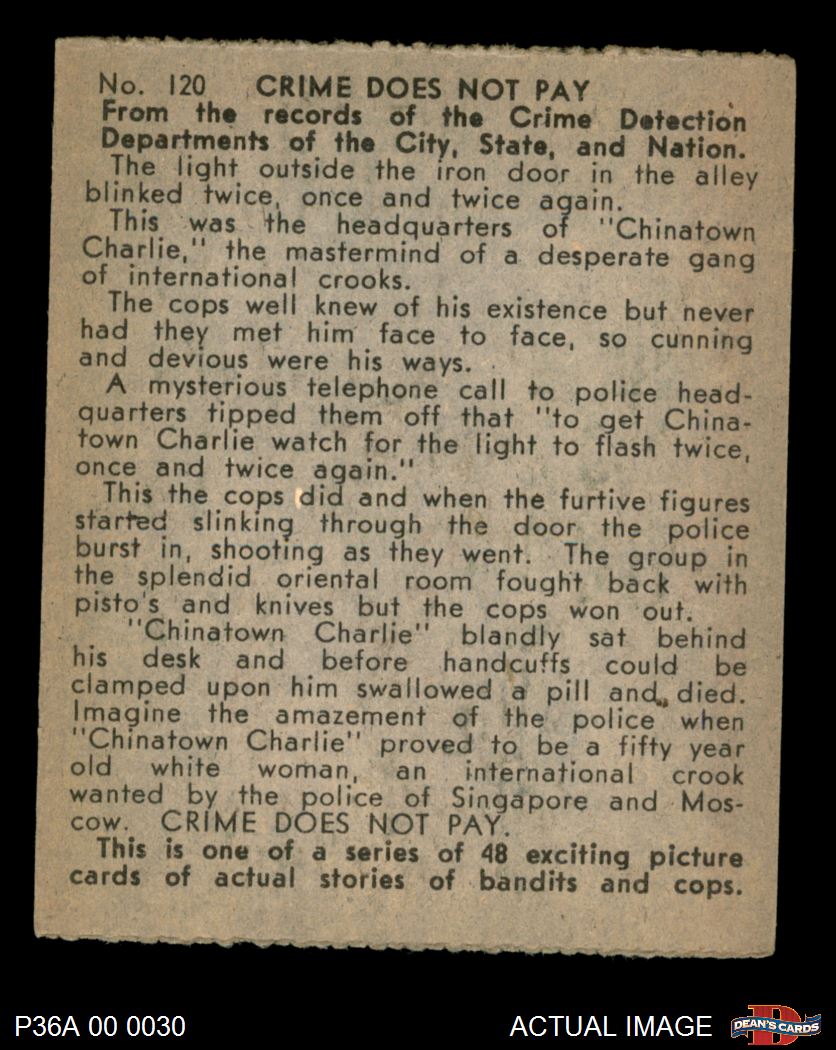 No. 120 CRIME DOES NOT PAY
From the records of the Crime Detection
Departments of the City, State, and Nation.
The light outside the iron door in the alley
blinked twice, once and twice again.
This was the headquarters of "Chinatown
Charlie," the mastermind of a desperate gang
of international crooks.
The cops well knew of his existence but never
had they met him face to face, so cunning
and devious were his ways.
A mysterious telephone call to police head-
quarters tipped them off that "to get China-
town Charlie watch for the light to flash twice,
once and twice again."
This the cops did and when the furtive figures
started slinking through the door the police
burst in, shooting as they went. The group in
the splendid oriental room fought back with
pisto's and knives but the cops won out.
"Chinatown Charlie" blandly sat behind
his desk and before handcuffs could be
clamped upon him swallowed a pill and died.
Imagine the amazement of the police when
"Chinatown Charlie" proved to be a fifty year
old white woman, an international crook
wanted by the police of Singapore and Mos-
cow. CRIME DOES NOT PAY.
This is one of a series of 48 exciting picture
cards of actual stories of bandits and cops.
P36A 00 0030 ACTUAL IMAGE DEAN'S CARDS